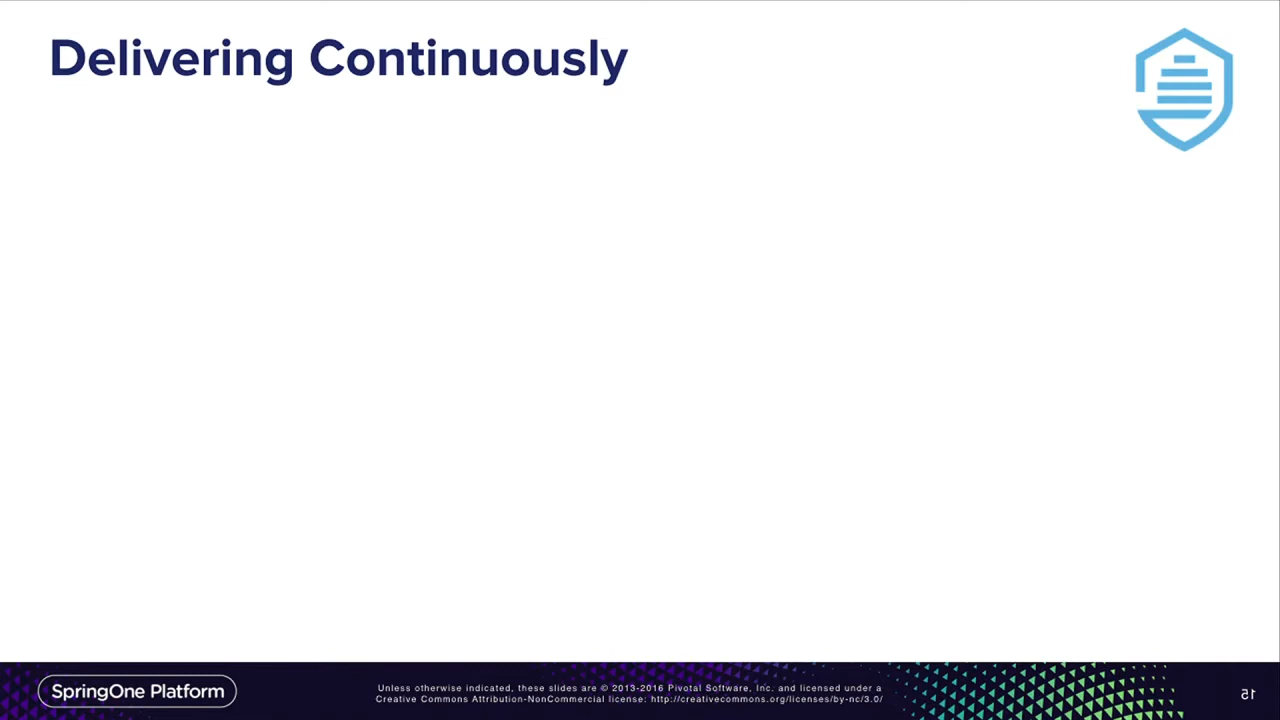 Delivering Continuously
SpringOne Platform
Unless otherwise indicated, these slides are © 2013-2016 Pivotal Software, Inc. and licensed under a
Creative Commons Attribution-NonCommercial license: http://creativecommons.org/licenses/by-nc/3.0/
15